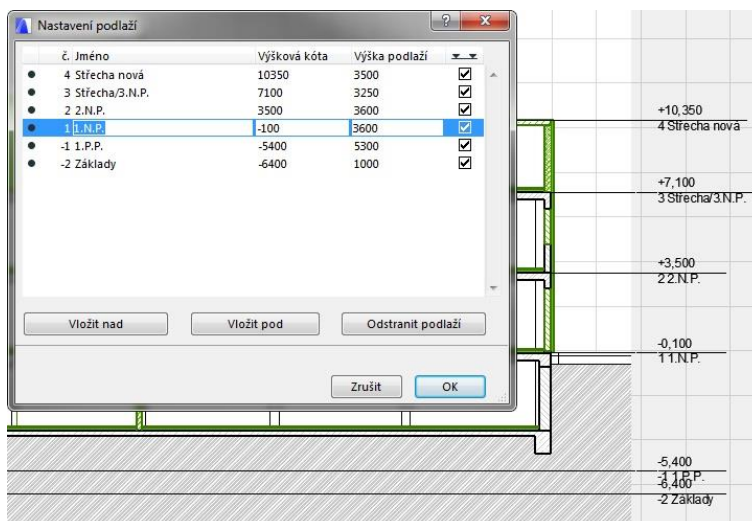 Nastavení podlaží
č. Jméno Výšková kóta Výška podlaží
4 Střecha nová 10350 3500
3 Střecha/3.N.P. 7100 3250
2 2.N.P. 3500 3600
1 1.N.P. -100 3600
-1 1.P.P. -5400 5300
-2 Základy -6400 1000
Vložit nad Vložit pod Odstranit podlaží
Zrušit OK
+10,350
4 Střecha nová
+7,100
3 Střecha/3.N.P.
+3,500
2 2.N.P.
-0,100
1 1.N.P.
-5,400
-1 1.P.P.
-6,400
-2 Základy